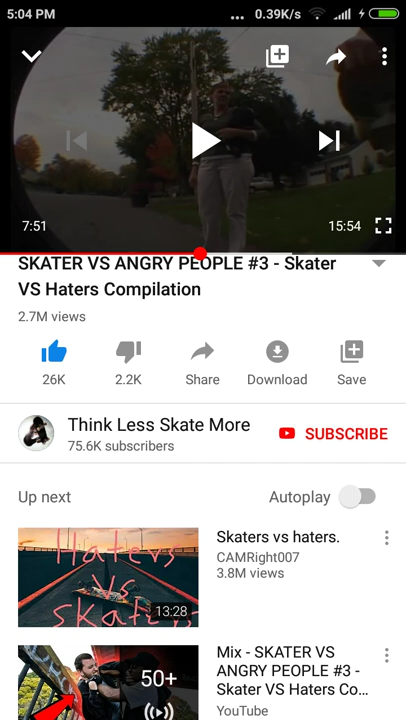 5:04 PM
... 0.39K/s
7:51
15:54
SKATER VS ANGRY PEOPLE #3 - Skater
VS Haters Compilation
2.7M views
26K
2.2K
Share
Download
Save
Think Less Skate More
75.6K subscribers
SUBSCRIBE
Up next
Autoplay
Haters
Vs
skaters
13:28
Skaters vs haters.
CAMRight007
3.8M views
50+
Mix - SKATER VS
ANGRY PEOPLE #3 -
Skater VS Haters Co...
YouTube